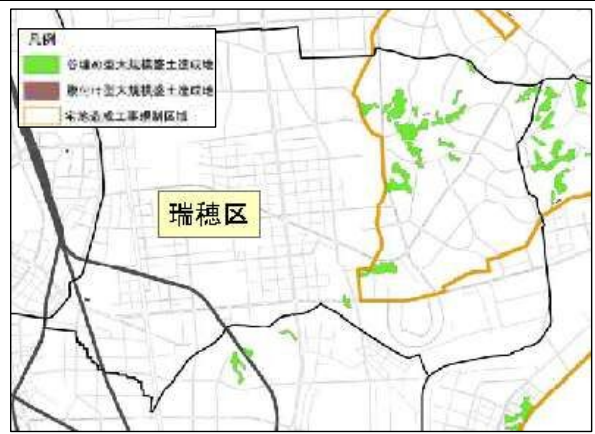 凡例
谷埋め型大規模盛土造成地
腹付け型大規模盛土造成地
宅地造成工事規制区域
瑞穂区